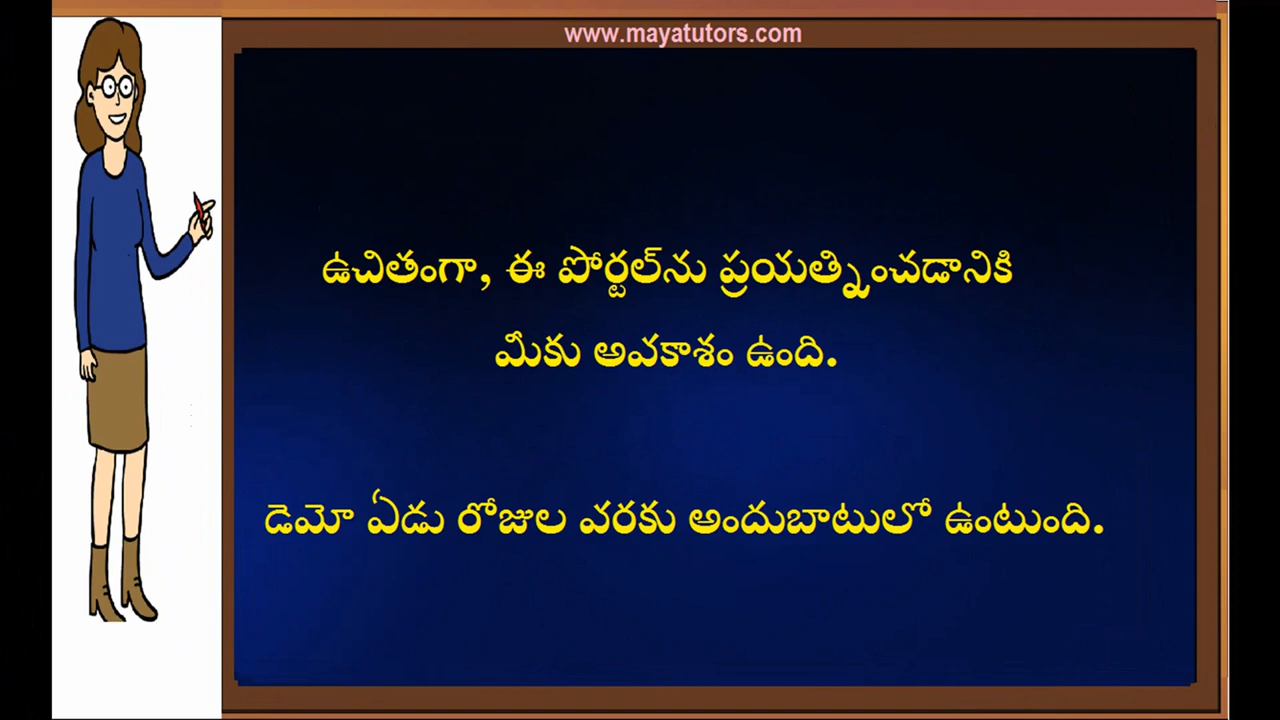 www.mayatutors.com
ఉచితంగా, ఈ పోర్టల్‌ను ప్రయత్నించడానికి
మీకు అవకాశం ఉంది.
డెమో ఏడు రోజుల వరకు అందుబాటులో ఉంటుంది.